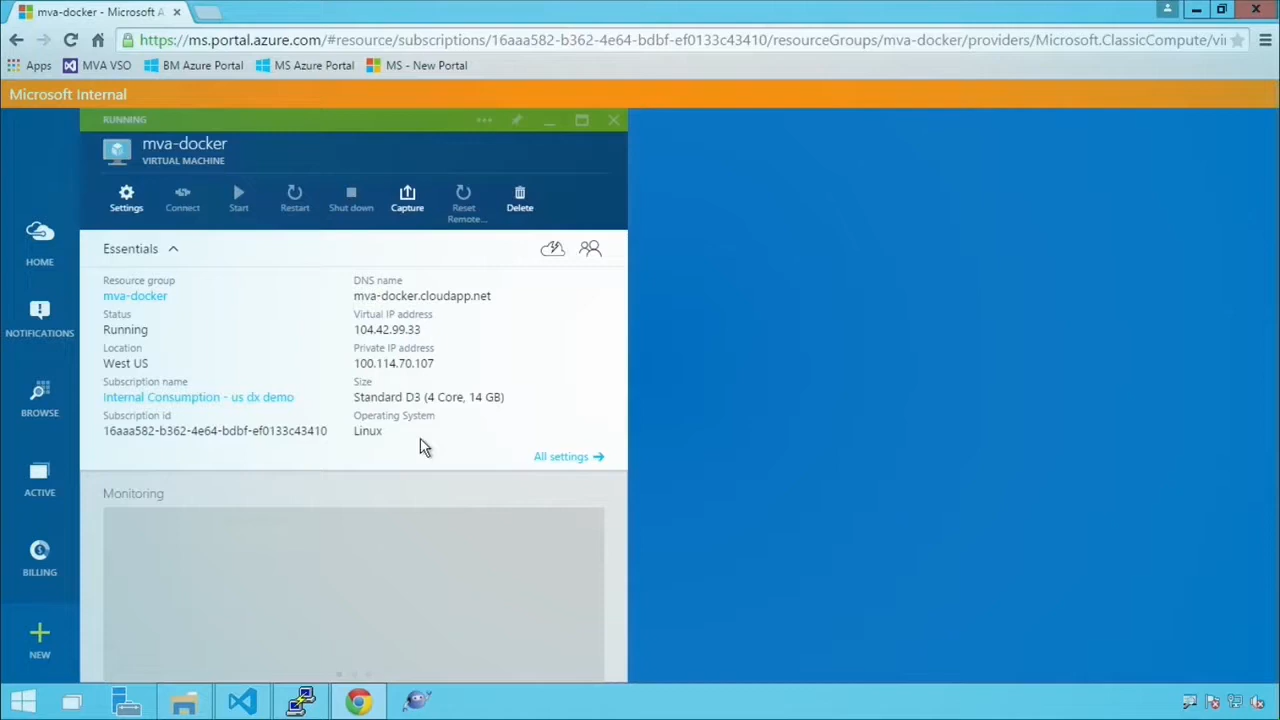 mva-docker - Microsoft A
https://ms.portal.azure.com/#resource/subscriptions/16aaa582-b362-4e64-bdbf-ef0133c43410/resourceGroups/mva-docker/providers/Microsoft.ClassicCompute/vii
Apps MVA VSO BM Azure Portal MS Azure Portal MS - New Portal
Microsoft Internal
RUNNING
mva-docker
VIRTUAL MACHINE
Settings Connect Start Restart Shut down Capture Reset Remote... Delete
Essentials
Resource group
mva-docker
Status
Running
Location
West US
Subscription name
Internal Consumption - us dx demo
Subscription id
16aaa582-b362-4e64-bdbf-ef0133c43410
DNS name
mva-docker.cloudapp.net
Virtual IP address
104.42.99.33
Private IP address
100.114.70.107
Size
Standard D3 (4 Core, 14 GB)
Operating System
Linux
All settings
Monitoring
HOME
NOTIFICATIONS
BROWSE
ACTIVE
BILLING
NEW